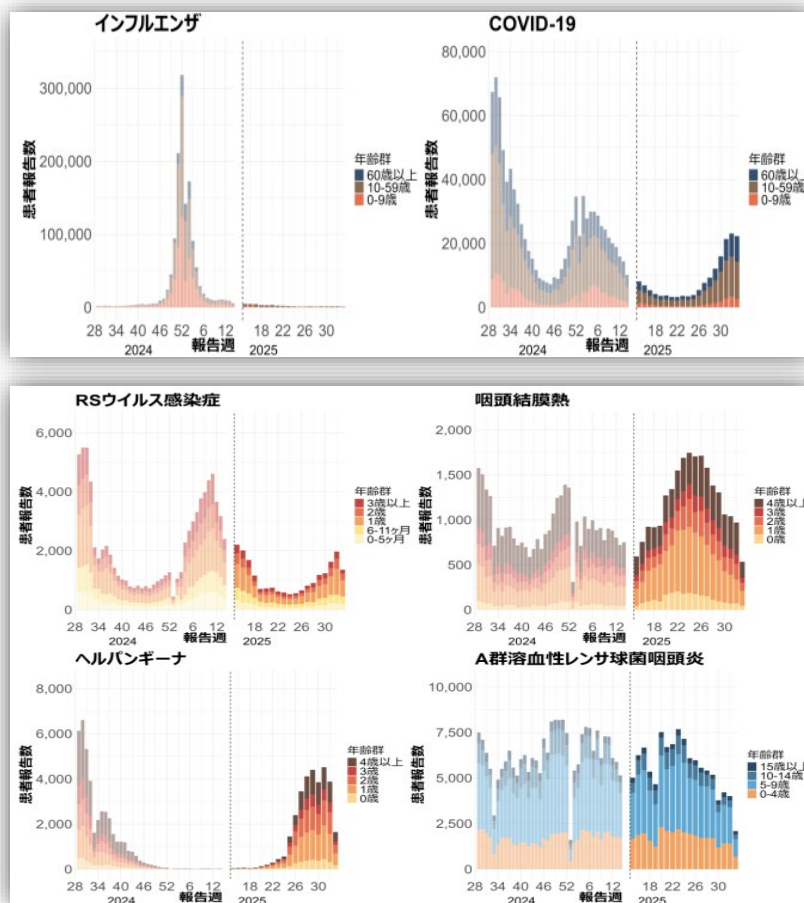 インフルエンザ
患者報告数
300,000
200,000
100,000
0
28 34 40 46 52 6 12 18 24 30
2024 報告週 2025
年齢群
60歳以上
10-59歳
0-9歳
COVID-19
患者報告数
80,000
60,000
40,000
20,000
0
28 34 40 46 52 6 12 18 22 26 30
2024 報告週 2025
年齢群
60歳以上
10-59歳
0-9歳
RSウイルス感染症
患者報告数
6,000
4,000
2,000
0
28 34 40 46 52 6 12 18 22 26 30
2024 報告週 2025
年齢群
3歳以上
2歳
1歳
6-11ヶ月
0-5ヶ月
咽頭結膜熱
患者報告数
2,000
1,500
1,000
500
0
28 34 40 46 52 6 12 18 22 26 30
2024 報告週 2025
年齢群
4歳以上
3歳
2歳
1歳
0歳
ヘルパンギーナ
患者報告数
8,000
6,000
4,000
2,000
0
28 34 40 46 52 6 12 18 22 26 30
2024 報告週 2025
年齢群
4歳以上
3歳
2歳
1歳
0歳
A群溶血性レンサ球菌咽頭炎
患者報告数
10,000
7,500
5,000
2,500
0
28 34 40 46 52 6 12 18 22 26 30
2024 報告週 2025
年齢群
15歳以上
10-14歳
5-9歳
0-4歳